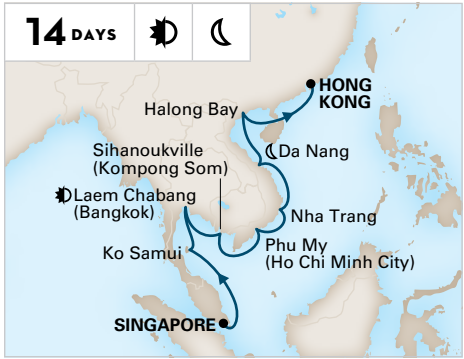 14 DAYS
HONG
KONG
Halong Bay
Sihanoukville
(Kompong Som)
Da Nang
Laem Chabang
(Bangkok)
Nha Trang
Ko Samui
Phu My
(Ho Chi Minh City)
SINGAPORE